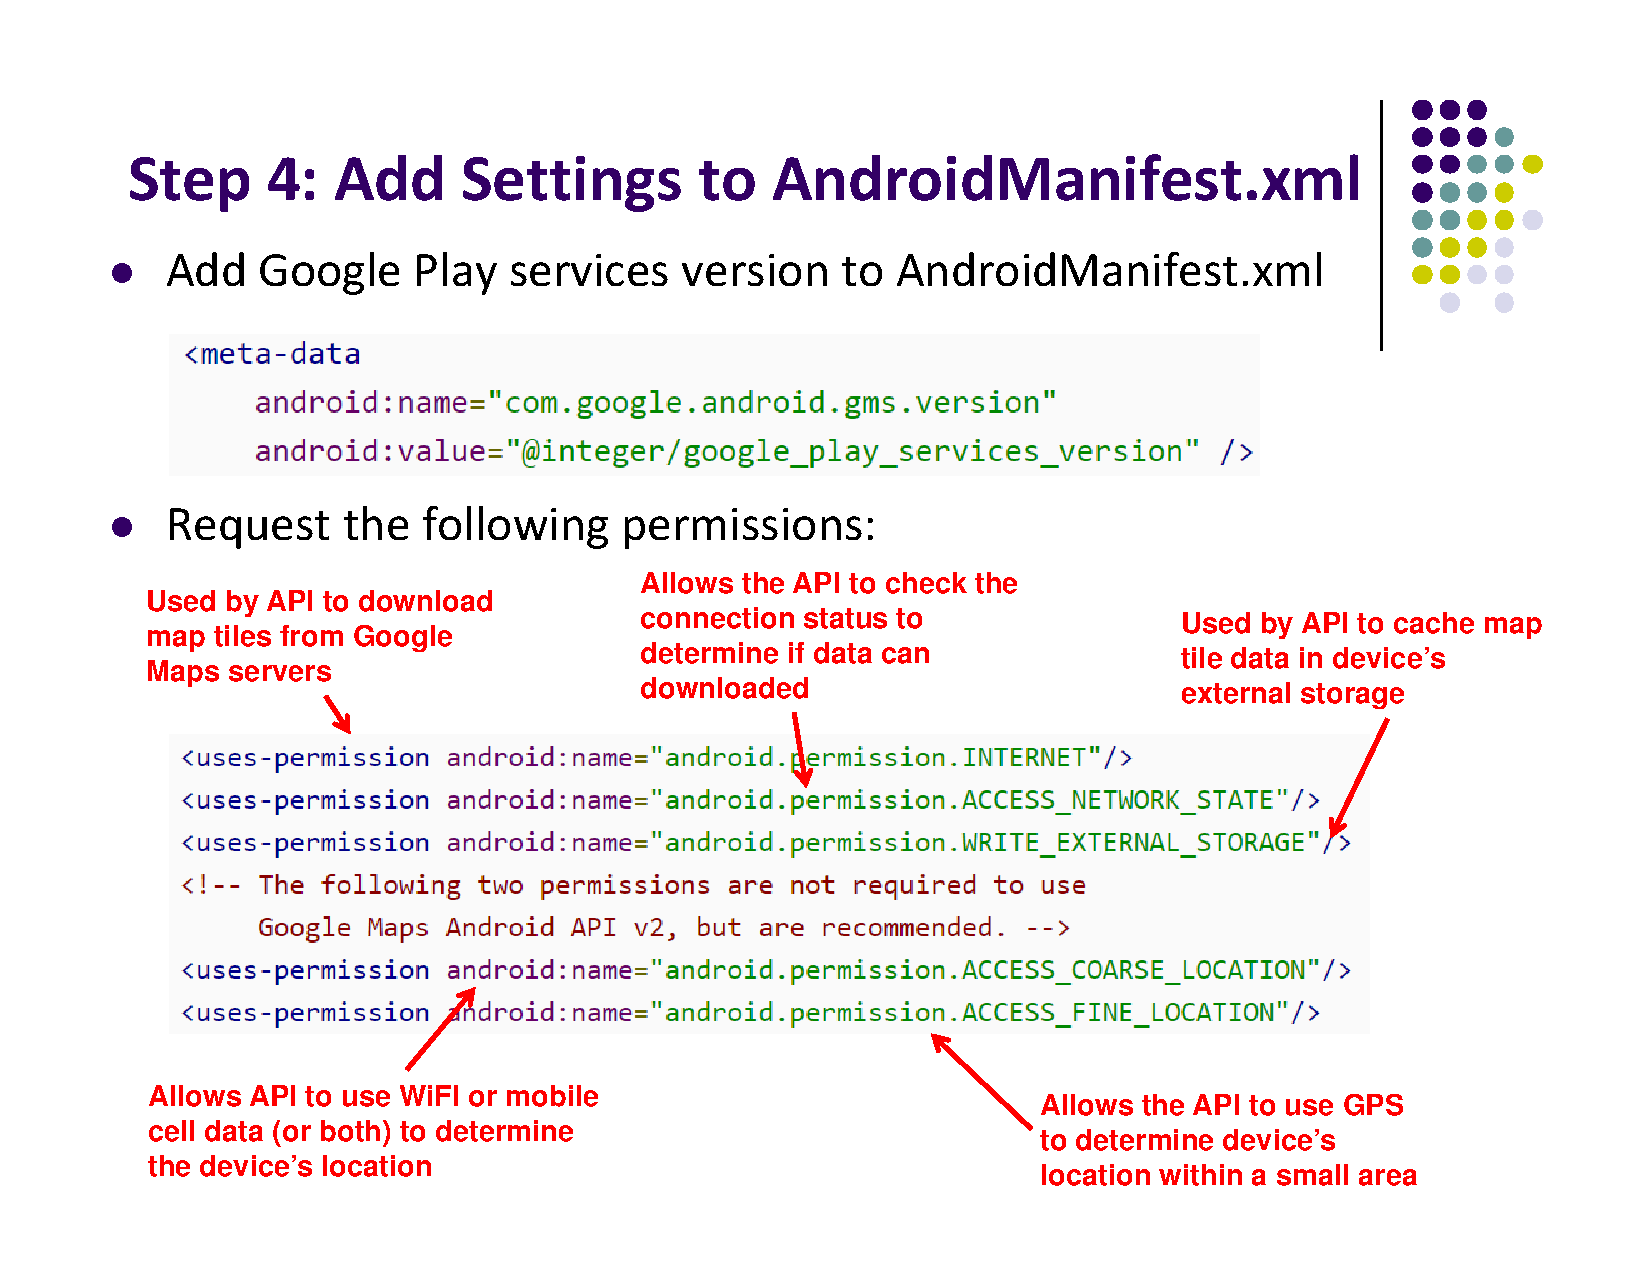 Step 4: Add Settings to AndroidManifest.xml
Add Google Play services version to AndroidManifest.xml
<meta-data
android:name="com.google.android.gms.version"
android:value="@integer/google_play_services_version" />
Request the following permissions:
Used by API to download
map tiles from Google
Maps servers
Allows the API to check the
connection status to
determine if data can
downloaded
Used by API to cache map
tile data in device’s
external storage
<uses-permission android:name="android.permission.INTERNET"/>
<uses-permission android:name="android.permission.ACCESS_NETWORK_STATE"/>
<uses-permission android:name="android.permission.WRITE_EXTERNAL_STORAGE"/>
<!-- The following two permissions are not required to use
Google Maps Android API v2, but are recommended. -->
<uses-permission android:name="android.permission.ACCESS_COARSE_LOCATION"/>
<uses-permission android:name="android.permission.ACCESS_FINE_LOCATION"/>
Allows API to use WiFI or mobile
cell data (or both) to determine
the device’s location
Allows the API to use GPS
to determine device’s
location within a small area